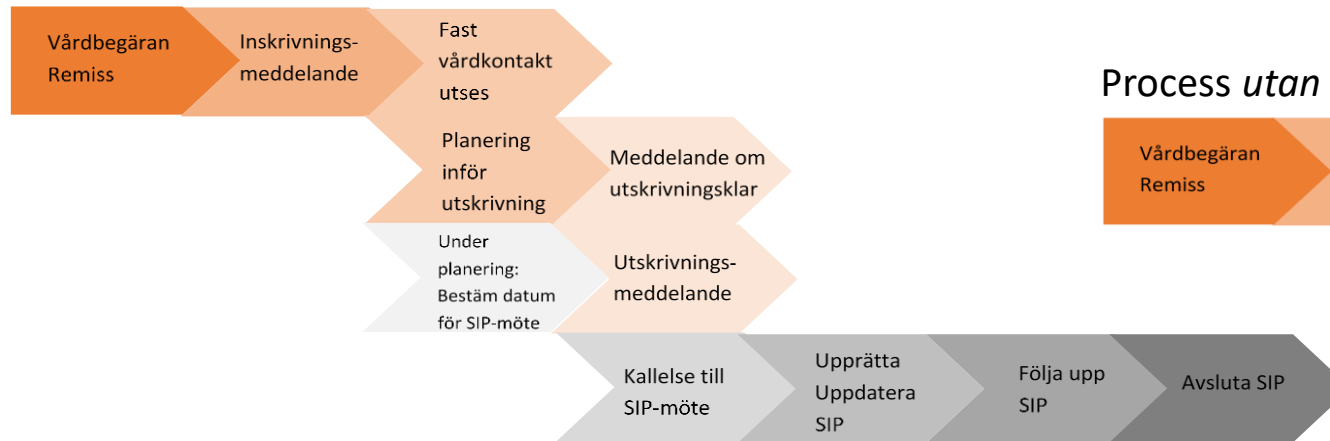 Vårdbegäran
Remiss
Inskrivnings-
meddelande
Fast
vårdkontakt
utses
Process utan
Vårdbegäran
Remiss
Planering
inför
utskrivning
Meddelande om
utskrivningsklar
Under
planering:
Bestäm datum
för SIP-möte
Utskrivnings-
meddelande
Kallelse till
SIP-möte
Upprätta
Uppdatera
SIP
Följa upp
SIP
Avsluta SIP